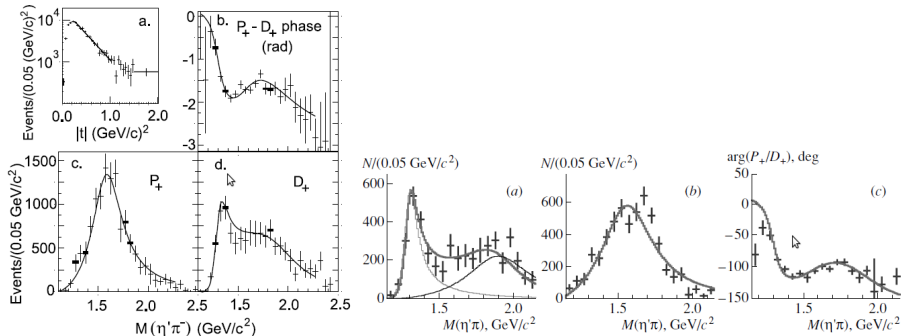 a.
10⁴
10³
Events/(0.05 (GeV/c)²)
0.0
1.0
2.0
|t| (GeV/c)²
b.
P₊ - D₊ phase
(rad)
0
-1
-2
-3
c.
P₊
1500
1250
1000
750
500
250
0
Events/(0.05 GeV/c²)
d.
D₊
1.5
2.0
2.5
1.5
2.0
2.5
M (η'π⁻) (GeV/c²)
N/(0.05 GeV/c²)
(a)
600
400
200
0
1.5
2.0
M(η'π), GeV/c²
N/(0.05 GeV/c²)
(b)
600
400
200
0
1.5
2.0
M(η'π), GeV/c²
arg(P₊/D₊), deg
(c)
50
0
−50
−100
−150
1.5
2.0
M(η'π), GeV/c²